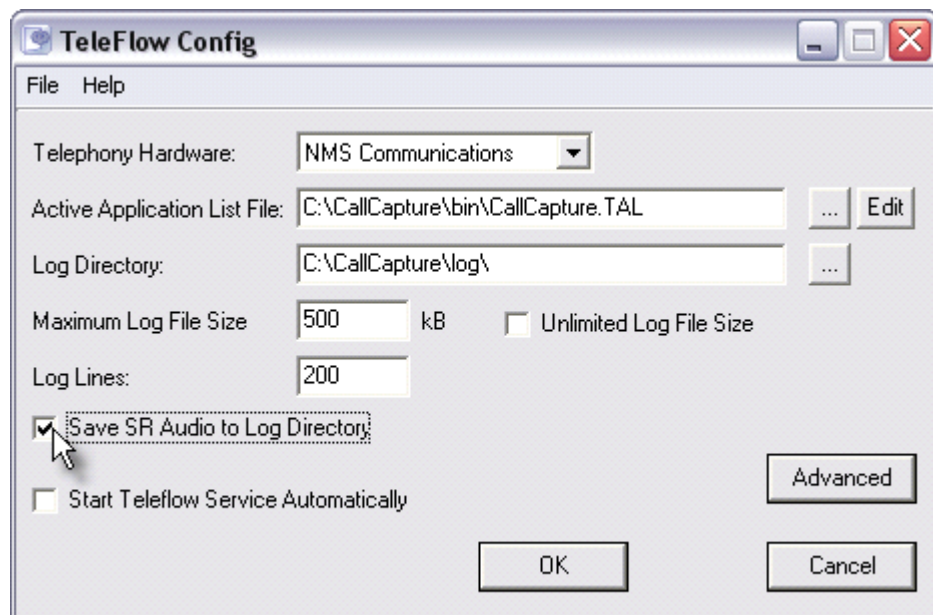 TeleFlow Config
File Help
Telephony Hardware: NMS Communications
Active Application List File: C:\CallCapture\bin\CallCapture.TAL ... Edit
Log Directory: C:\CallCapture\log\ ...
Maximum Log File Size 500 kB Unlimited Log File Size
Log Lines: 200
Save SR Audio to Log Directory
Advanced
Start Teleflow Service Automatically
OK Cancel